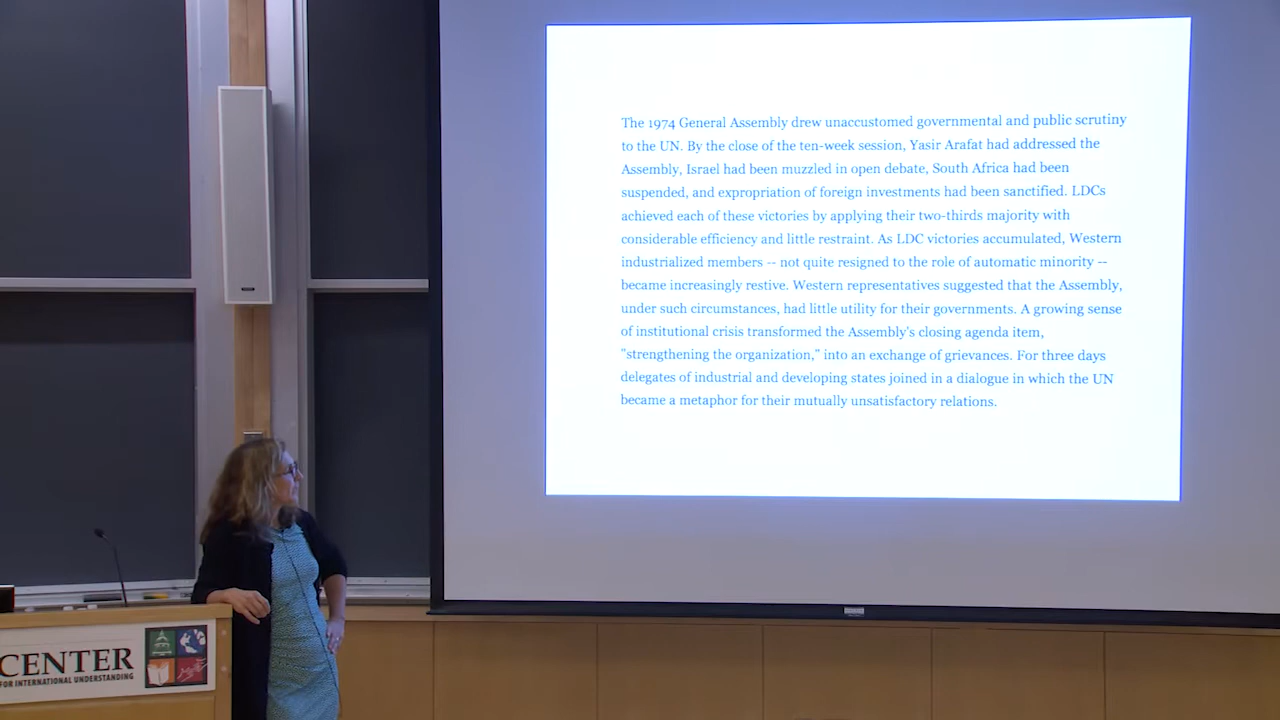 The 1974 General Assembly drew unaccustomed governmental and public scrutiny
to the UN. By the close of the ten-week session, Yasir Arafat had addressed the
Assembly, Israel had been muzzled in open debate, South Africa had been
suspended, and expropriation of foreign investments had been sanctified. LDCs
achieved each of these victories by applying their two-thirds majority with
considerable efficiency and little restraint. As LDC victories accumulated, Western
industrialized members -- not quite resigned to the role of automatic minority --
became increasingly restive. Western representatives suggested that the Assembly,
under such circumstances, had little utility for their governments. A growing sense
of institutional crisis transformed the Assembly's closing agenda item,
"strengthening the organization," into an exchange of grievances. For three days
delegates of industrial and developing states joined in a dialogue in which the UN
became a metaphor for their mutually unsatisfactory relations.
CENTER
FOR INTERNATIONAL UNDERSTANDING